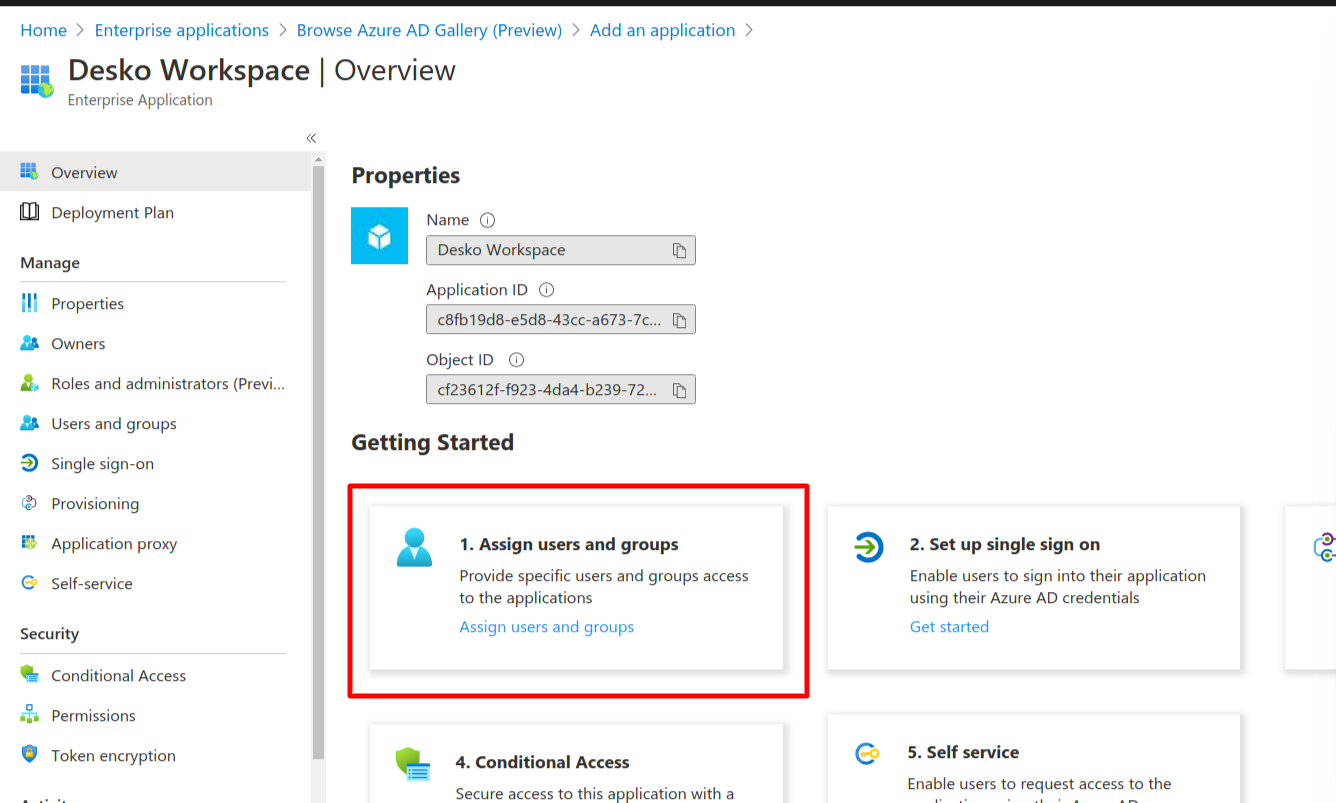 Home > Enterprise applications > Browse Azure AD Gallery (Preview) > Add an application >
Desko Workspace | Overview
Enterprise Application
«
Overview
Deployment Plan
Manage
Properties
Owners
Roles and administrators (Previ...
Users and groups
Single sign-on
Provisioning
Application proxy
Self-service
Security
Conditional Access
Permissions
Token encryption
Properties
Name
Desko Workspace
Application ID
c8fb19d8-e5d8-43cc-a673-7c...
Object ID
cf23612f-f923-4da4-b239-72...
Getting Started
1. Assign users and groups
Provide specific users and groups access
to the applications
Assign users and groups
2. Set up single sign on
Enable users to sign into their application
using their Azure AD credentials
Get started
4. Conditional Access
Secure access to this application with a
5. Self service
Enable users to request access to the